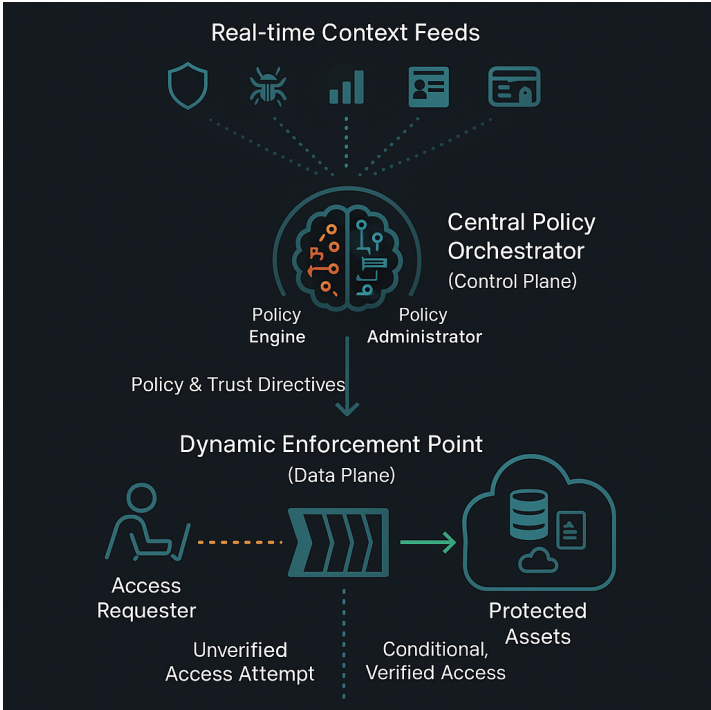 Real-time Context Feeds
Central Policy
Orchestrator
(Control Plane)
Policy
Engine
Policy
Administrator
Policy & Trust Directives
Dynamic Enforcement Point
(Data Plane)
Access
Requester
Protected
Assets
Unverified
Access Attempt
Conditional,
Verified Access